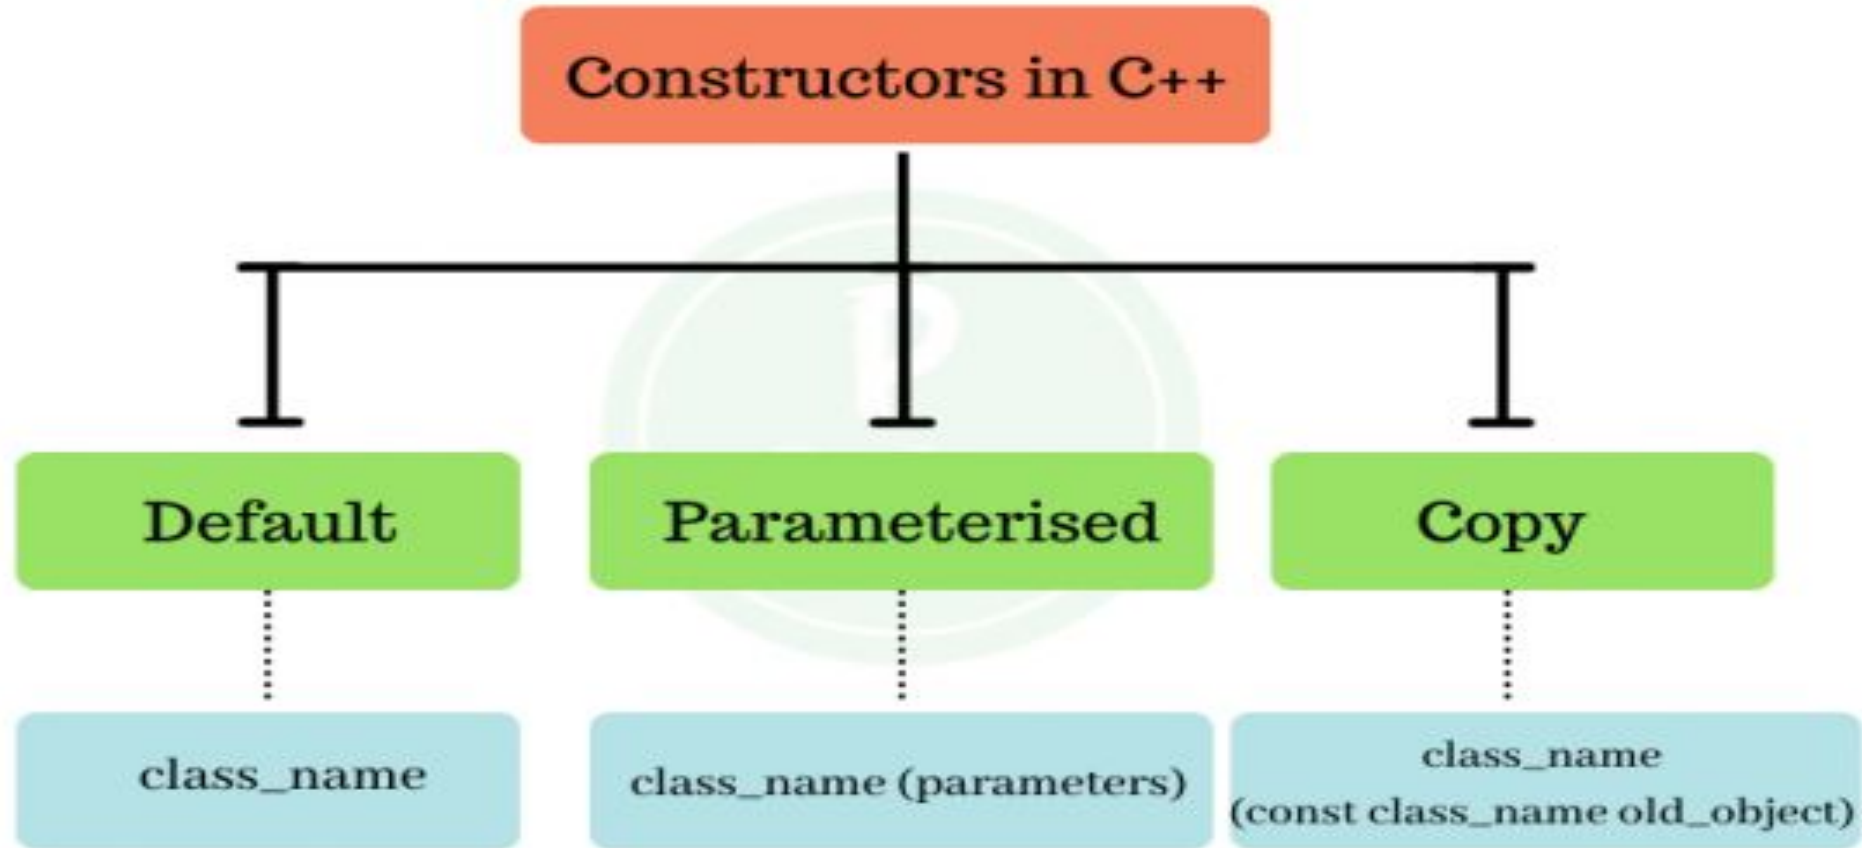 Constructors in C++
Default
Parameterised
Copy
class_name
class_name (parameters)
class_name
(const class_name old_object)